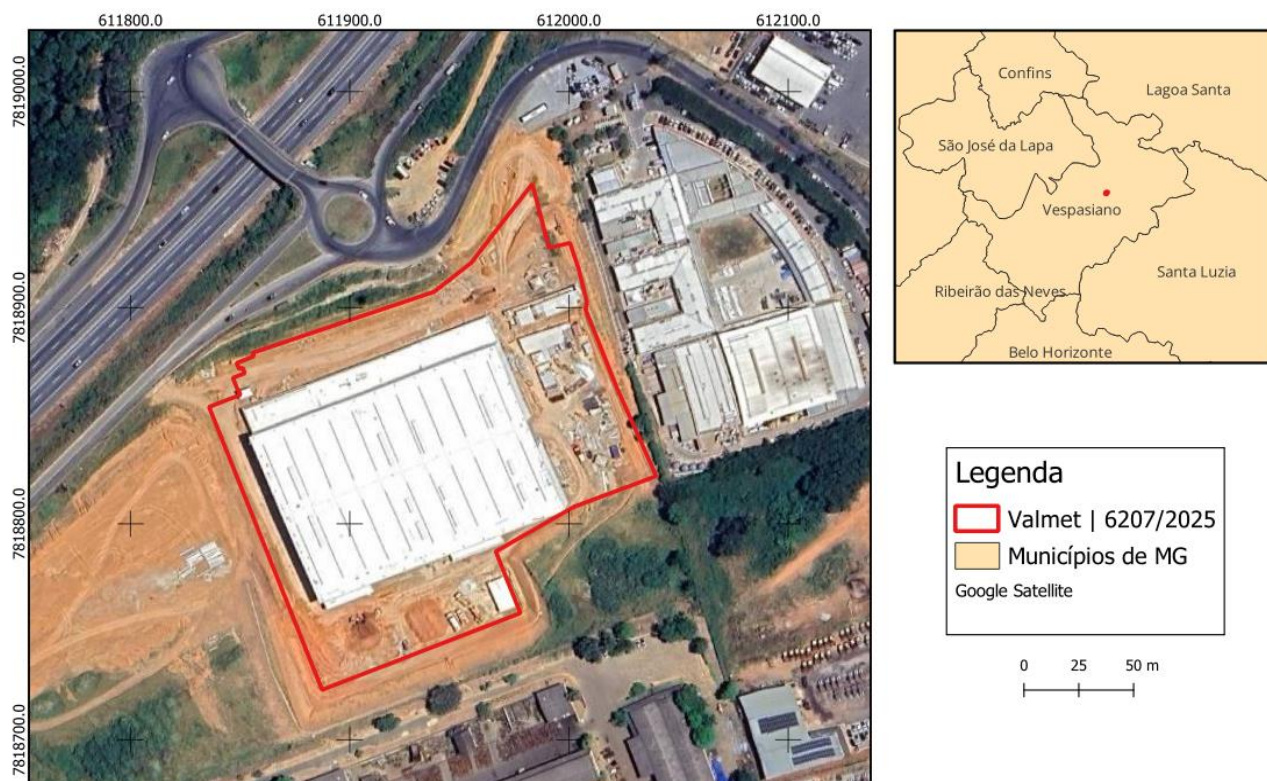 611800.0 611900.0 612000.0 612100.0
7819000.0
7818900.0
7818800.0
7818700.0
Confins
Lagoa Santa
São José da Lapa
Vespasiano
Santa Luzia
Ribeirão das Neves
Belo Horizonte
Legenda
Valmet | 6207/2025
Municípios de MG
Google Satellite
0 25 50 m